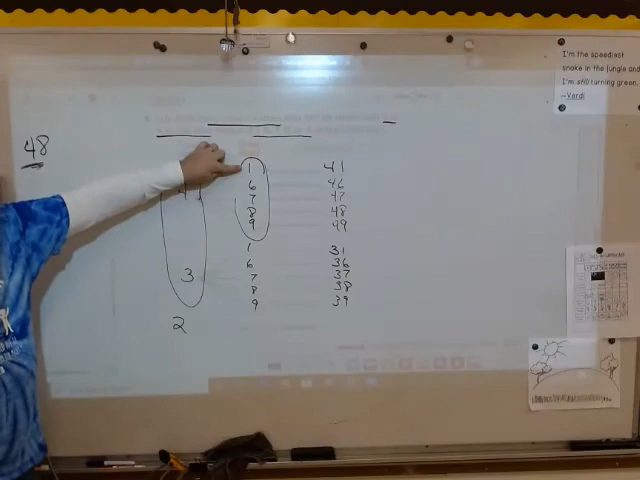 I'm the speediest
snake in the jungle and
I'm still turning green.
—Verdi
48
4 1 41
6 46
7 47
8 48
9 49
1 31
6 36
3 7 37
8 38
9 39
2